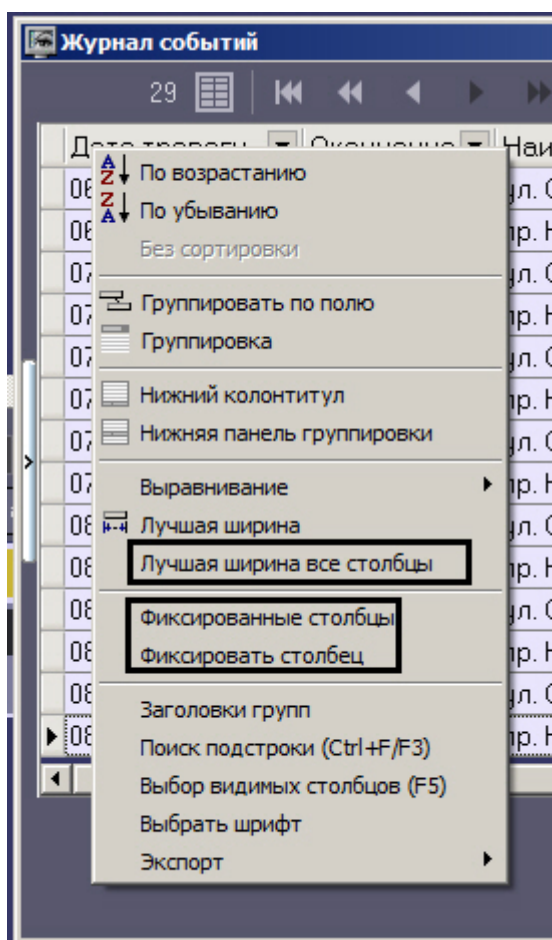 Журнал событий
29
По возрастанию
По убыванию
Без сортировки
Группировать по полю
Группировка
Нижний колонтитул
Нижняя панель группировки
Выравнивание
Лучшая ширина
Лучшая ширина все столбцы
Фиксированные столбцы
Фиксировать столбец
Заголовки групп
Поиск подстроки (Ctrl+F/F3)
Выбор видимых столбцов (F5)
Выбрать шрифт
Экспорт